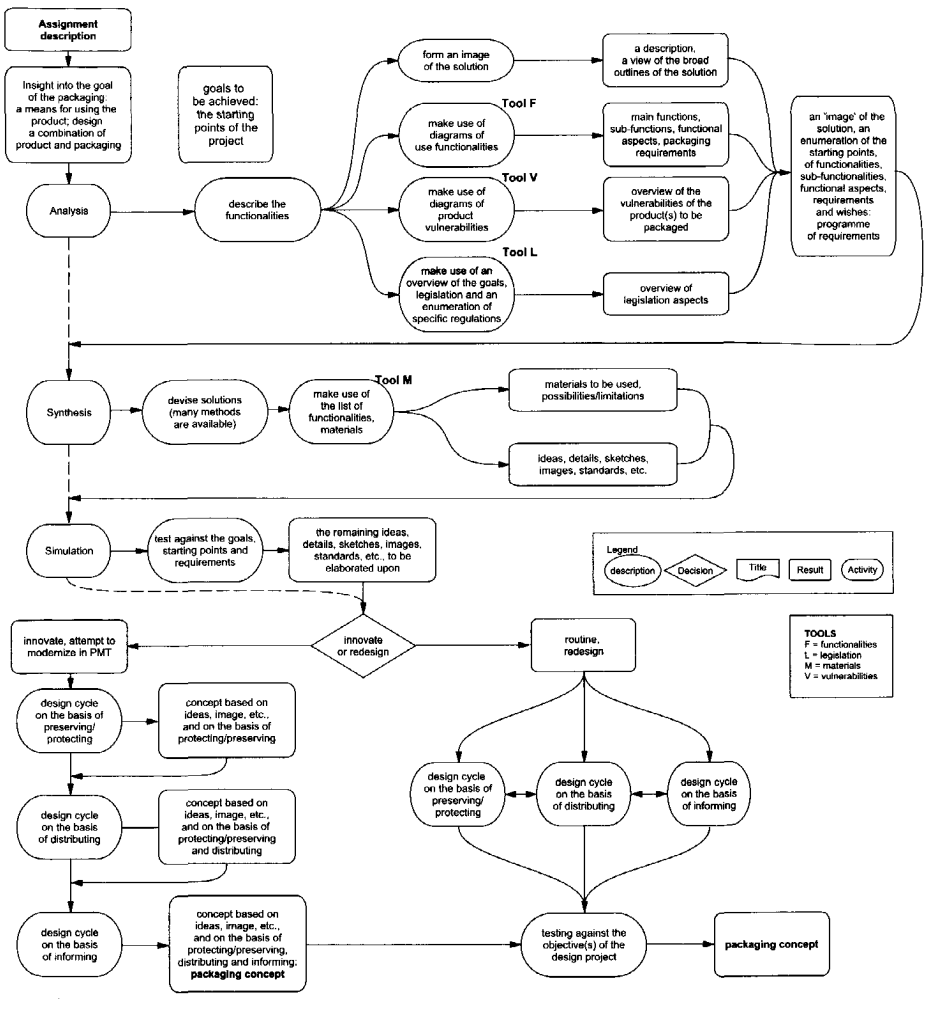 Assignment
description
Insight into the goal
of the packaging:
a means for using the
product; design
a combination of
product and packaging
goals to
be achieved:
the starting
points of the
project
Analysis
describe the
functionalities
form an image
of the solution
a description,
a view of the broad
outlines of the solution
Tool F
make use of
diagrams of
use functionalities
main functions,
sub-functions, functional
aspects, packaging
requirements
Tool V
make use of
diagrams of
product
vulnerabilities
overview of the
vulnerabilities of the
product(s) to be
packaged
Tool L
make use of an
overview of the goals,
legislation and an
enumeration of
specific regulations
overview of
legislation aspects
an 'image' of the
solution, an
enumeration of the
starting points,
of functionalities,
sub-functionalities,
functional aspects,
requirements
and wishes:
programme
of requirements
Synthesis
devise solutions
(many methods
are available)
Tool M
make use of
the list of
functionalities,
materials
materials to be used,
possibilities/limitations
ideas, details, sketches,
images, standards, etc.
Simulation
test against the goals,
starting points and
requirements
the remaining ideas,
details, sketches, images,
standards, etc., to be
elaborated upon
Legend
description
Decision
Title
Result
Activity
innovate, attempt to
modernize in PMT
innovate
or redesign
routine,
redesign
TOOLS
F = functionalities
L = legislation
M = materials
V = vulnerabilities
design cycle
on the basis of
preserving/
protecting
concept based on
ideas, image, etc.,
and on the basis of
protecting/preserving
design cycle
on the basis of
preserving/
protecting
design cycle
on the basis
of distributing
design cycle
on the basis
of informing
design cycle
on the basis
of distributing
concept based on
ideas, image, etc.,
and on the basis of
protecting/preserving
and distributing
design cycle
on the basis
of informing
concept based on
ideas, image, etc.,
and on the basis of
protecting/preserving,
distributing and informing:
packaging concept
testing against the
objective(s) of the
design project
packaging concept